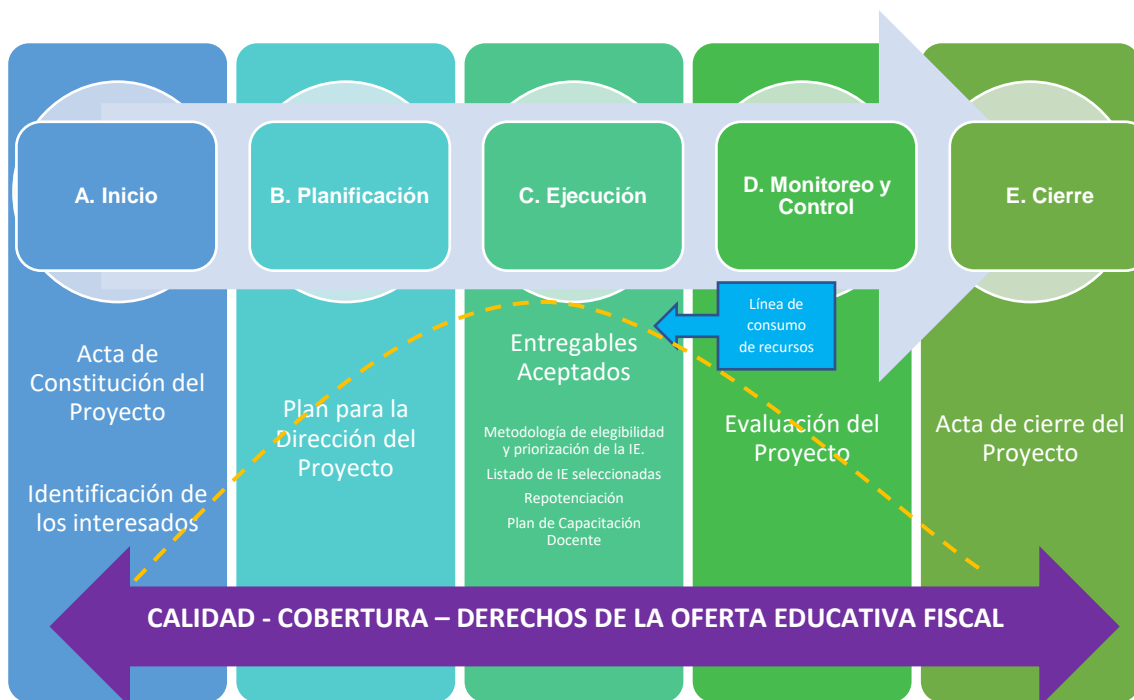 A. Inicio
B. Planificación
C. Ejecución
D. Monitoreo y
Control
E. Cierre
Línea de
consumo
de recursos
Acta de
Constitución del
Proyecto
Identificación de
los interesados
Plan para la
Dirección del
Proyecto
Entregables
Aceptados
Metodología de elegibilidad
y priorización de la IE.
Listado de IE seleccionadas
Repotenciación
Plan de Capacitación
Docente
Evaluación del
Proyecto
Acta de cierre del
Proyecto
CALIDAD - COBERTURA – DERECHOS DE LA OFERTA EDUCATIVA FISCAL